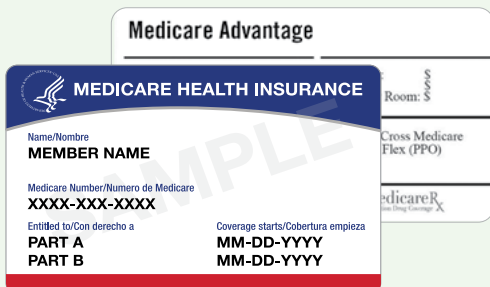 Medicare Advantage
$
$
Room: $
Cross Medicare
Flex (PPO)
edicareRx
MEDICARE HEALTH INSURANCE
Name/Nombre
MEMBER NAME
SAMPLE
Medicare Number/Numero de Medicare
XXXX-XXX-XXXX
Entitled to/Con derecho a Coverage starts/Cobertura empieza
PART A MM-DD-YYYY
PART B MM-DD-YYYY